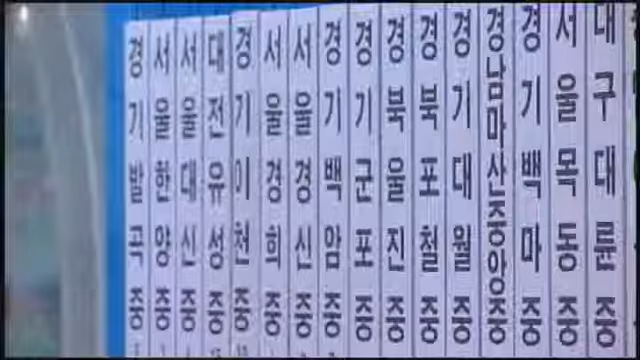 경기발곡중
서울한양중
서울대신중
대전유성중
경기이천중
서울경희중
서울경신중
경기백암중
경기군포중
경북울진중
경북포철중
경기대월중
경남마산중앙중
경기백마중
서울목동중
대구대륜중